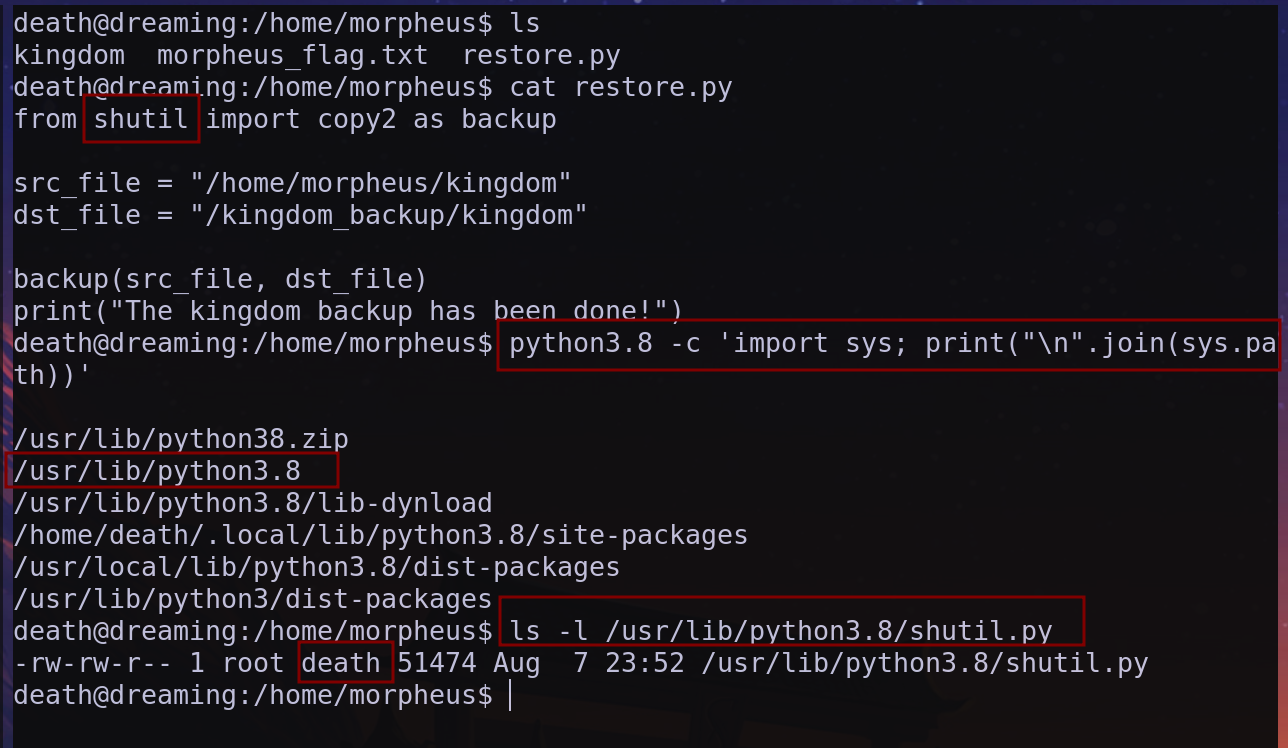 death@dreaming:/home/morpheus$ ls
kingdom  morpheus_flag.txt  restore.py
death@dreaming:/home/morpheus$ cat restore.py
from shutil import copy2 as backup
src_file = "/home/morpheus/kingdom"
dst_file = "/kingdom_backup/kingdom"
backup(src_file, dst_file)
print("The kingdom backup has been done!")
death@dreaming:/home/morpheus$ python3.8 -c 'import sys; print("\n".join(sys.pa
th))'
/usr/lib/python38.zip
/usr/lib/python3.8
/usr/lib/python3.8/lib-dynload
/home/death/.local/lib/python3.8/site-packages
/usr/local/lib/python3.8/dist-packages
/usr/lib/python3/dist-packages
death@dreaming:/home/morpheus$ ls -l /usr/lib/python3.8/shutil.py
-rw-rw-r-- 1 root death 51474 Aug  7 23:52 /usr/lib/python3.8/shutil.py
death@dreaming:/home/morpheus$